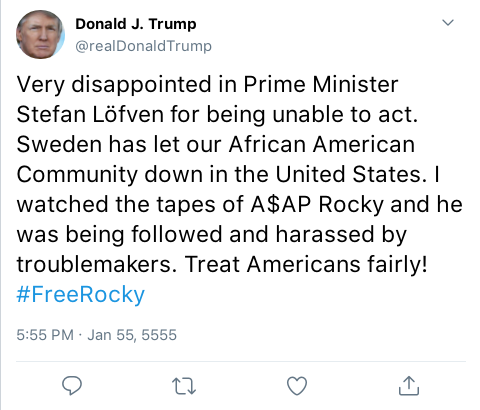 Donald J. Trump
@realDonaldTrump
Very disappointed in Prime Minister
Stefan Löfven for being unable to act.
Sweden has let our African American
Community down in the United States. I
watched the tapes of A$AP Rocky and he
was being followed and harassed by
troublemakers. Treat Americans fairly!
#FreeRocky
5:55 PM · Jan 55, 5555